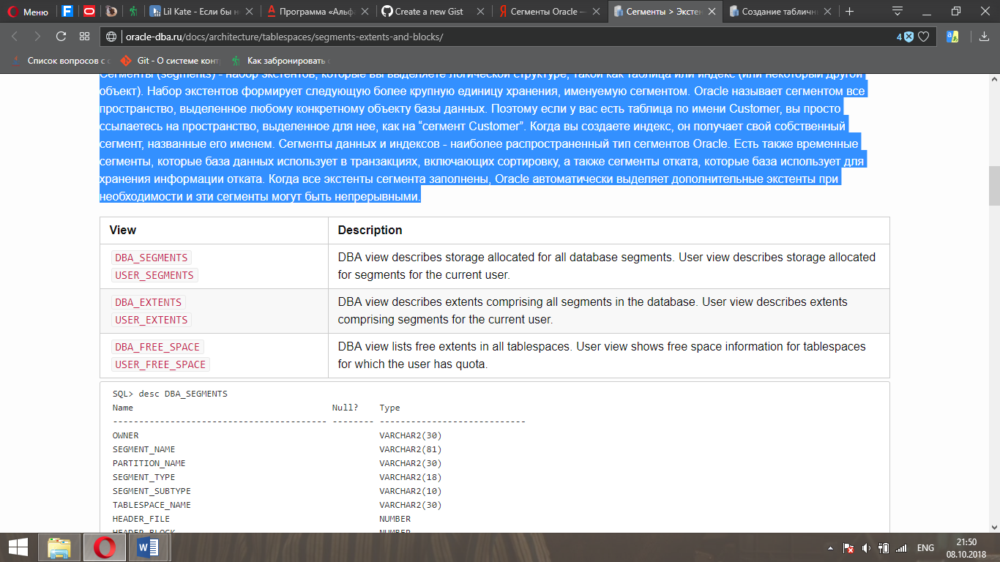 Меню
Lil Kate - Если бы н
Программа «Альф
Create a new Gist
Сегменты Oracle —
Сегменты > Экстен
Создание табличн
oracle-dba.ru/docs/architecture/tablespaces/segments-extents-and-blocks/
4
Список вопросов с с
Git - О системе конт
Как забронировать с
Сегменты (segments) - набор экстентов, которые вы выделяете логической структуре, такой как таблица или индекс (или некоторый другой
объект). Набор экстентов формирует следующую более крупную единицу хранения, именуемую сегментом. Oracle называет сегментом все
пространство, выделенное любому конкретному объекту базы данных. Поэтому если у вас есть таблица по имени Customer, вы просто
ссылаетесь на пространство, выделенное для нее, как на “сегмент Customer”. Когда вы создаете индекс, он получает свой собственный
сегмент, названные его именем. Сегменты данных и индексов - наиболее распространенный тип сегментов Oracle. Есть также временные
сегменты, которые база данных использует в транзакциях, включающих сортировку, а также сегменты отката, которые база использует для
хранения информации отката. Когда все экстенты сегмента заполнены, Oracle автоматически выделяет дополнительные экстенты при
необходимости и эти сегменты могут быть непрерывными.
View Description
DBA_SEGMENTS
USER_SEGMENTS
DBA view describes storage allocated for all database segments. User view describes storage allocated
for segments for the current user.
DBA_EXTENTS
USER_EXTENTS
DBA view describes extents comprising all segments in the database. User view describes extents
comprising segments for the current user.
DBA_FREE_SPACE
USER_FREE_SPACE
DBA view lists free extents in all tablespaces. User view shows free space information for tablespaces
for which the user has quota.
SQL> desc DBA_SEGMENTS
Name Null? Type
----------------------------------------- -------- ----------------------------
OWNER VARCHAR2(30)
SEGMENT_NAME VARCHAR2(81)
PARTITION_NAME VARCHAR2(30)
SEGMENT_TYPE VARCHAR2(18)
SEGMENT_SUBTYPE VARCHAR2(10)
TABLESPACE_NAME VARCHAR2(30)
HEADER_FILE NUMBER
HEADER_BLOCK NUMBER
ENG
21:50
08.10.2018